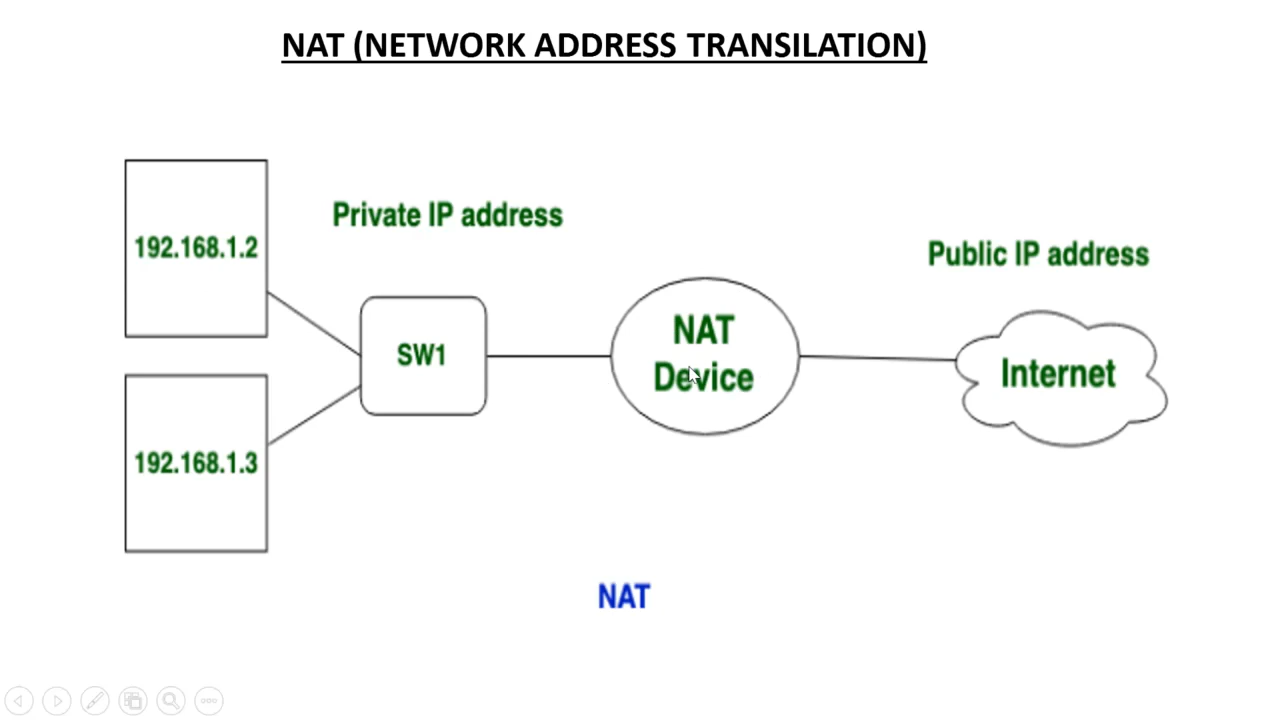 NAT (NETWORK ADDRESS TRANSILATION)
192.168.1.2
Private IP address
Public IP address
SW1
NAT
Device
Internet
192.168.1.3
NAT